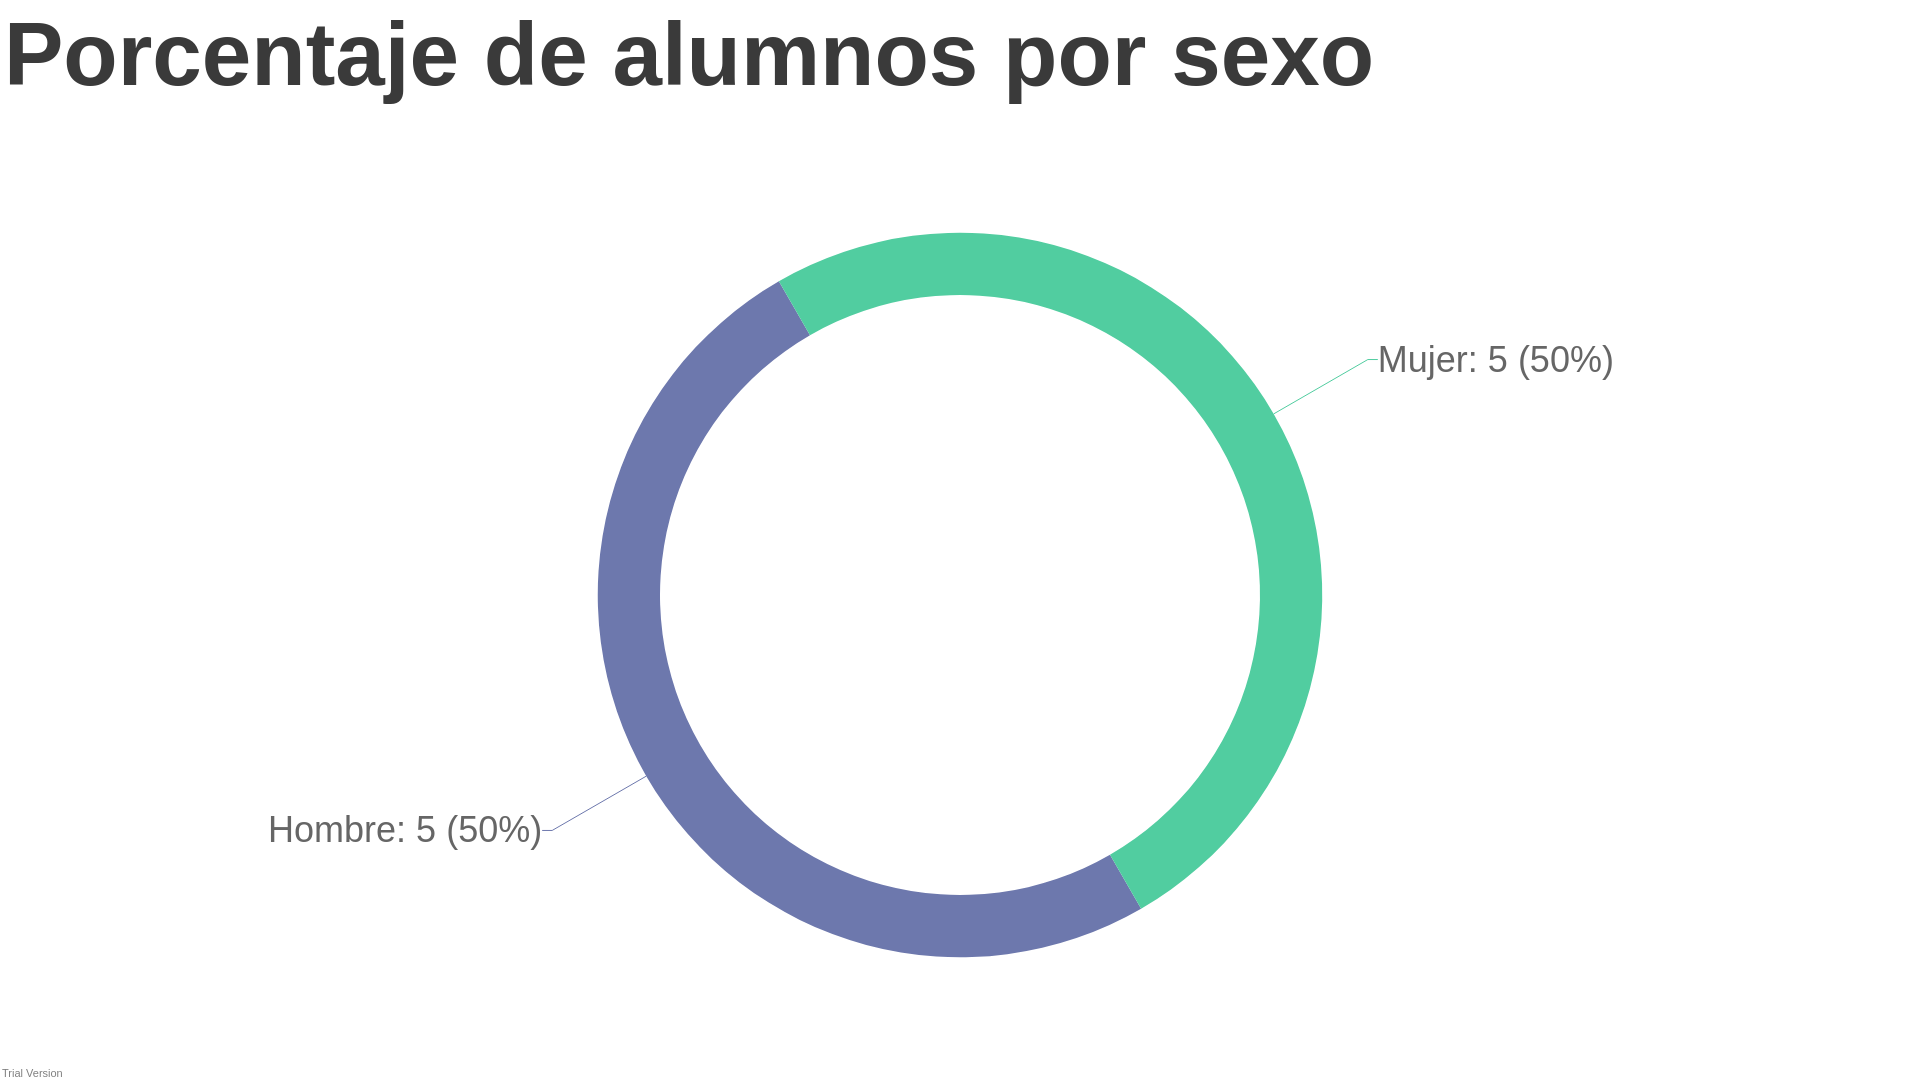 Porcentaje de alumnos por sexo
Mujer: 5 (50%)
Hombre: 5 (50%)
Trial Version